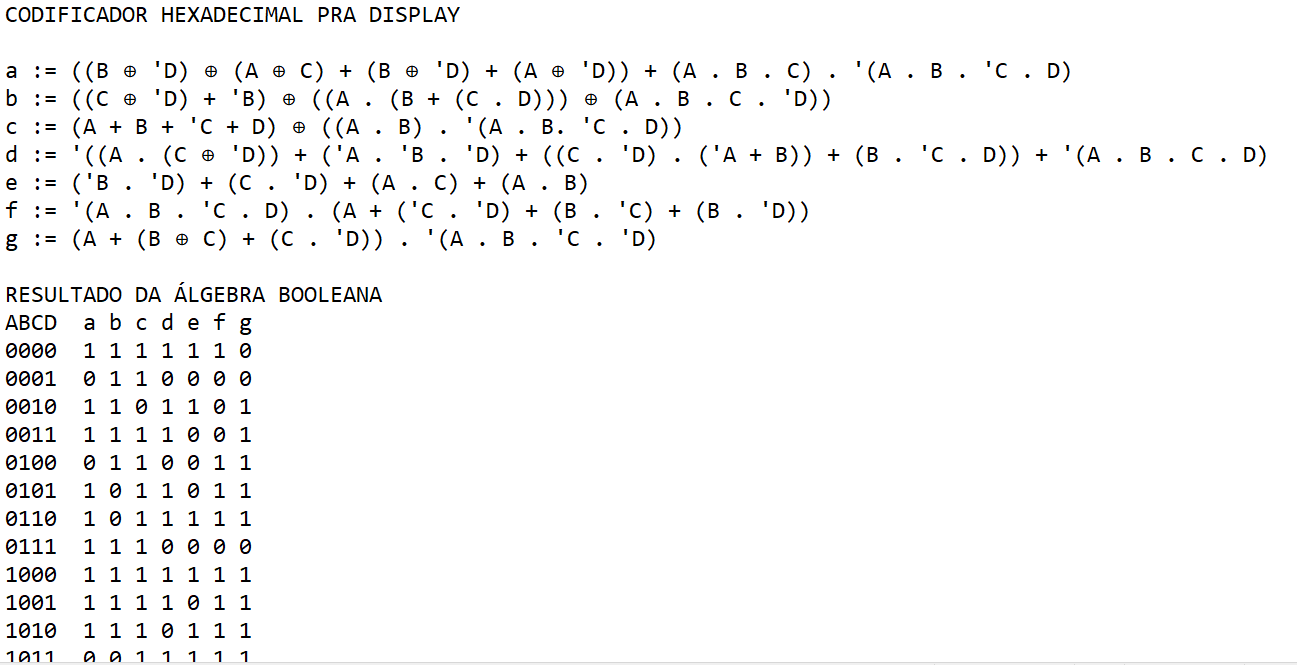 CODIFICADOR HEXADECIMAL PRA DISPLAY
a := ((B ⊕ 'D) ⊕ (A ⊕ C) + (B ⊕ 'D) + (A ⊕ 'D)) + (A . B . C) . '(A . B . 'C . D)
b := ((C ⊕ 'D) + 'B) ⊕ ((A . (B + (C . D))) ⊕ (A . B . C . 'D))
c := (A + B + 'C + D) ⊕ ((A . B) . '(A . B. 'C . D))
d := '((A . (C ⊕ 'D)) + ('A . 'B . 'D) + ((C . 'D) . ('A + B)) + (B . 'C . D)) + '(A . B . C . D)
e := ('B . 'D) + (C . 'D) + (A . C) + (A . B)
f := '(A . B . 'C . D) . (A + ('C . 'D) + (B . 'C) + (B . 'D))
g := (A + (B ⊕ C) + (C . 'D)) . '(A . B . 'C . 'D)
RESULTADO DA ÁLGEBRA BOOLEANA
ABCD  a b c d e f g
0000  1 1 1 1 1 1 0
0001  0 1 1 0 0 0 0
0010  1 1 0 1 1 0 1
0011  1 1 1 1 0 0 1
0100  0 1 1 0 0 1 1
0101  1 0 1 1 0 1 1
0110  1 0 1 1 1 1 1
0111  1 1 1 0 0 0 0
1000  1 1 1 1 1 1 1
1001  1 1 1 1 0 1 1
1010  1 1 1 0 1 1 1
1011  0 0 1 1 1 1 1